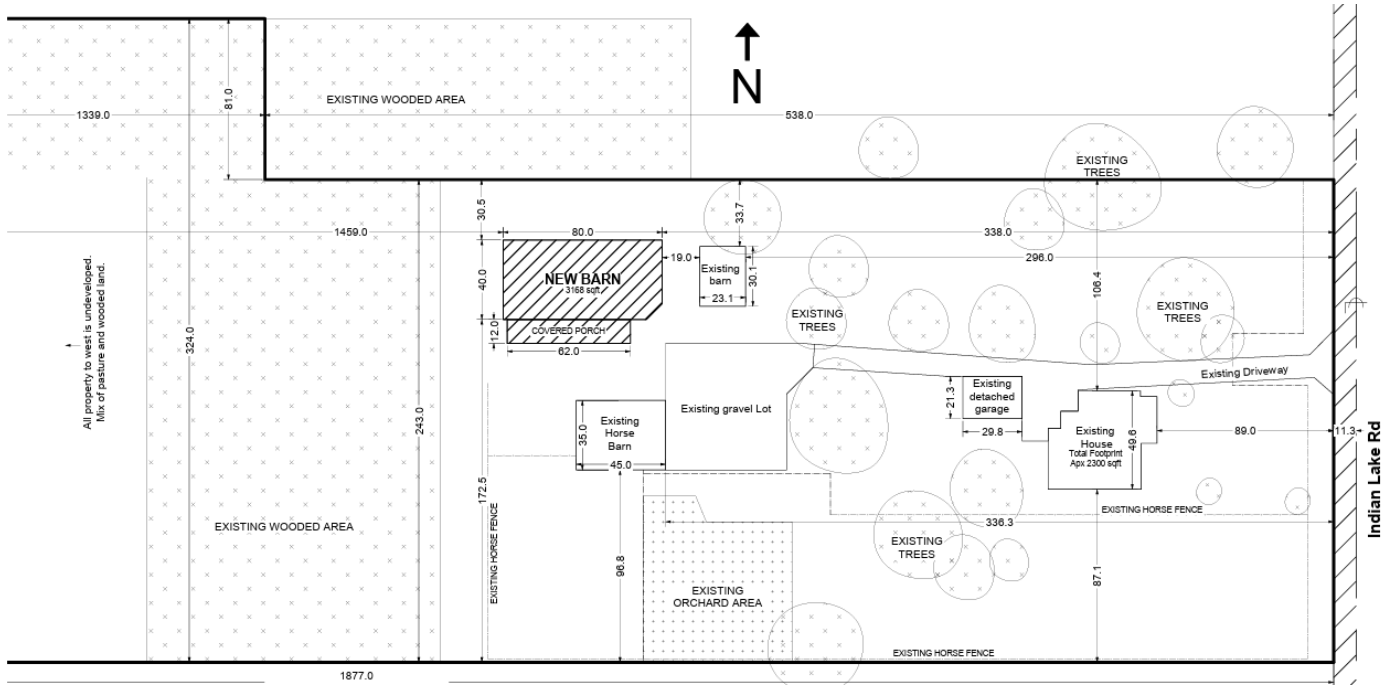 N
EXISTING WOODED AREA
81.0
1339.0
538.0
EXISTING
TREES
30.5
33.7
1459.0
80.0
338.0
19.0
296.0
NEW BARN
3168 sqft.
40.0
Existing
barn
30.1
23.1
106.4
EXISTING
TREES
EXISTING
TREES
COVERED PORCH
12.0
62.0
All property to west is undeveloped.
Mix of pasture and wooded land.
324.0
243.0
Existing Driveway
Existing gravel Lot
Existing
detached
garage
21.3
29.8
Existing
Horse
Barn
35.0
45.0
Existing
House
Total Footprint
Apx 2300 sqft
49.6
89.0
11.3
Indian Lake Rd
172.5
EXISTING HORSE FENCE
EXISTING HORSE FENCE
336.3
EXISTING WOODED AREA
EXISTING
TREES
96.8
87.1
EXISTING
ORCHARD AREA
EXISTING HORSE FENCE
1877.0